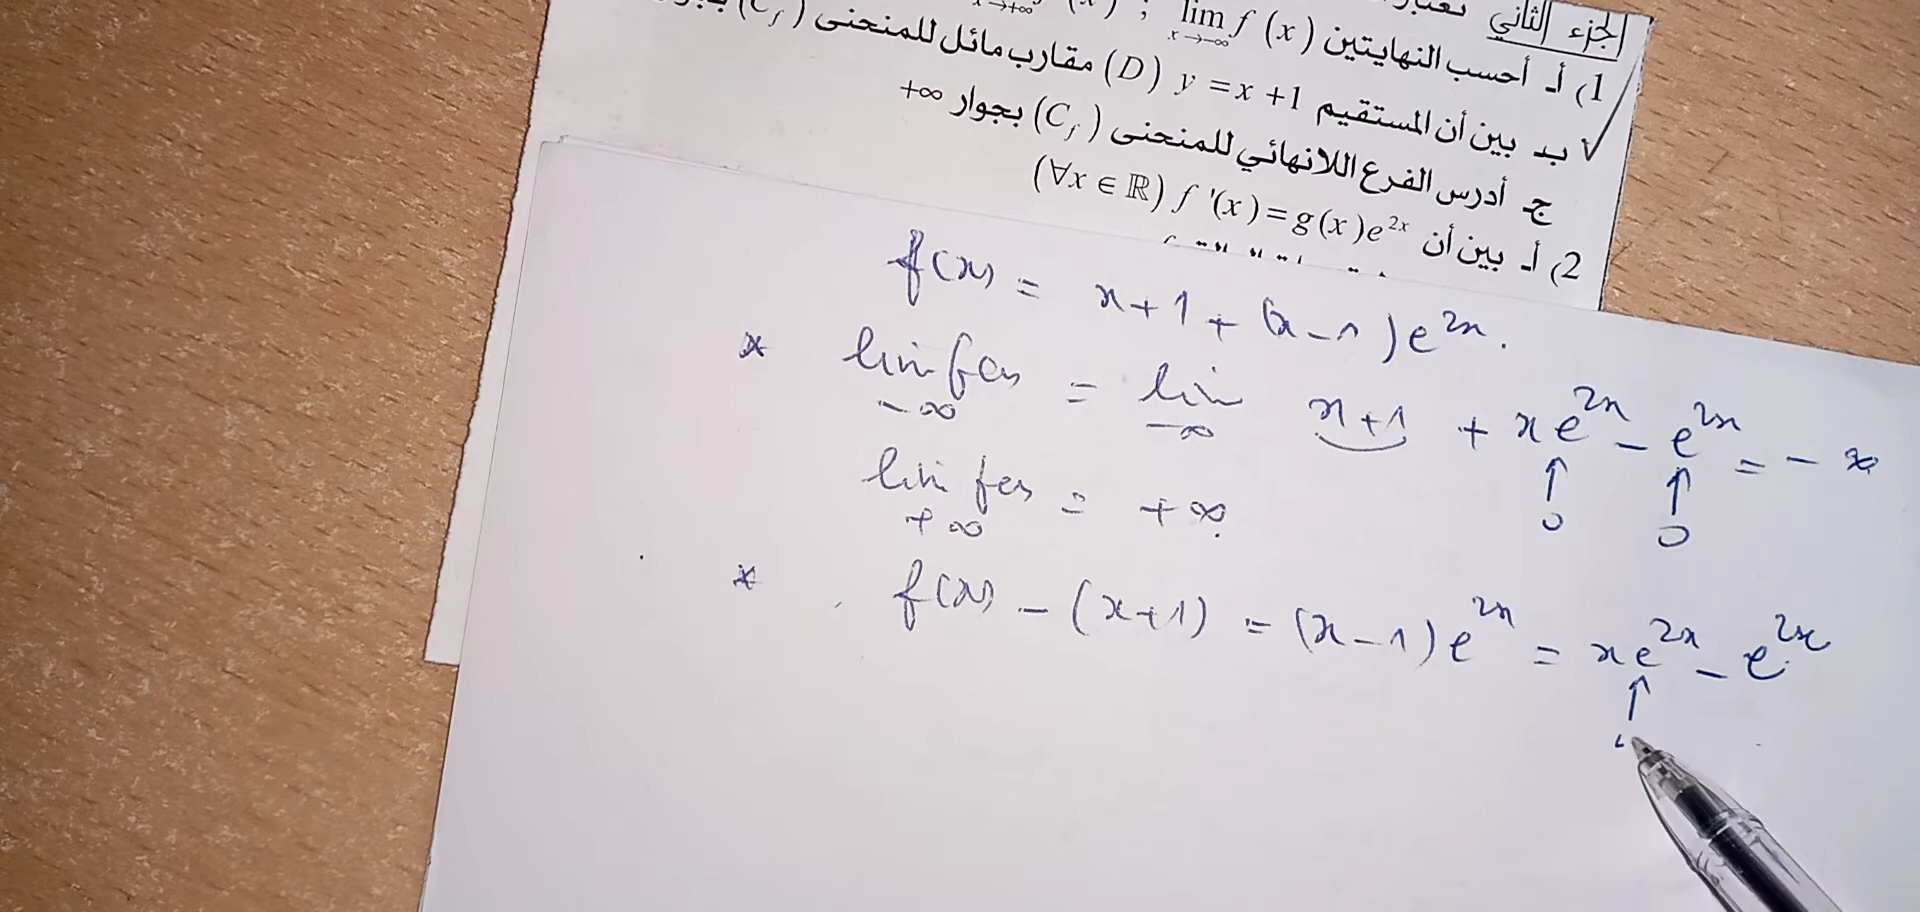 الجزء الثاني
1) أ- أحسب النهايتين lim f(x) x→-∞ ; x→+∞
ب- بين أن المستقيم (D) y = x + 1 مقارب مائل للمنحنى (C_f)
ج- أدرس الفرع اللانهائي للمنحنى (C_f) بجوار +∞
2) أ- بين أن (∀x ∈ ℝ) f'(x) = g(x)e^{2x}
f(x) = x+1 + (x-1)e^{2x}.
* lim f(x) -∞ = lim -∞ x+1 + xe^{2x} - e^{2x} = -∞
↑ 0 ↑ 0
lim f(x) +∞ = +∞.
* f(x) - (x+1) = (x-1)e^{2x} = xe^{2x} - e^{2x}
↑